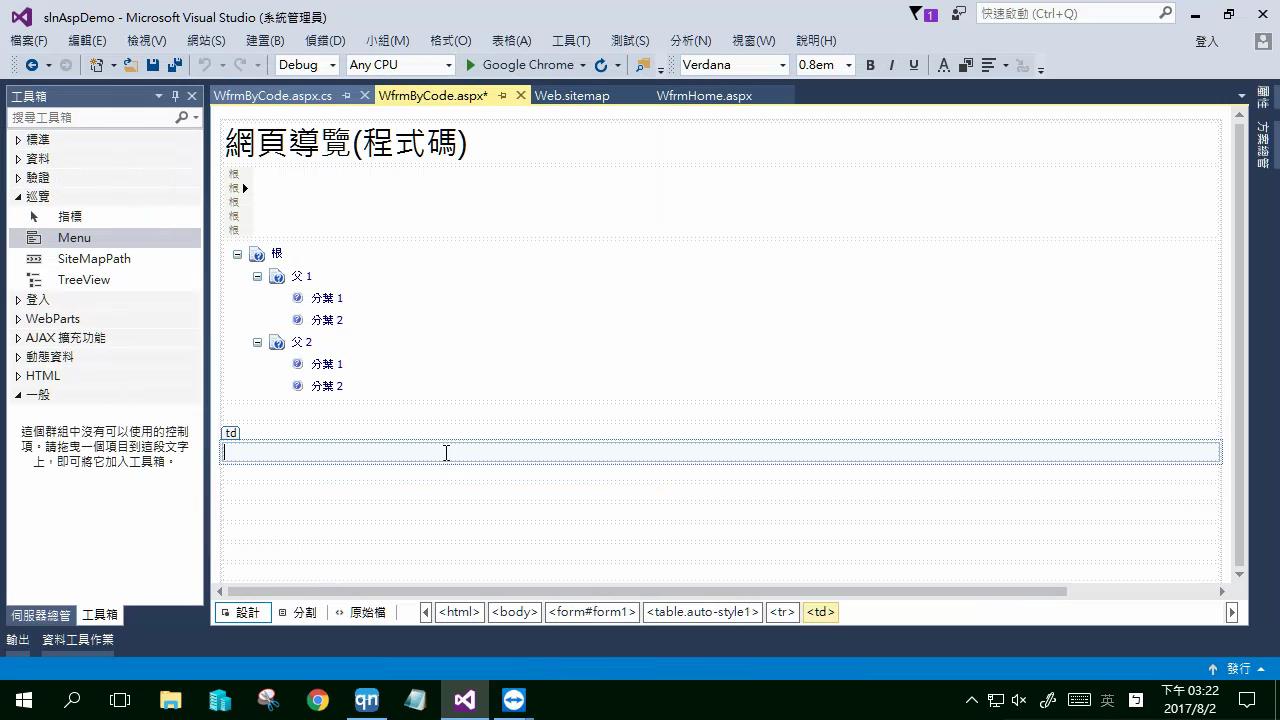 slnAspDemo - Microsoft Visual Studio (系統管理員)
1
快速啟動 (Ctrl+Q)
檔案(F) 編輯(E) 檢視(V) 網站(S) 建置(B) 偵錯(D) 小組(M) 格式(O) 表格(A) 工具(T) 測試(S) 分析(N) 視窗(W) 說明(H) 登入
Debug Any CPU Google Chrome Verdana 0.8em B I U A
工具箱
搜尋工具箱
標準
資料
驗證
巡覽
指標
Menu
SiteMapPath
TreeView
登入
WebParts
AJAX 擴充功能
動態資料
HTML
一般
這個群組中沒有可以使用的控制
項。請拖曳一個項目到這段文字
上，即可將它加入工具箱。
伺服器總管 工具箱
WfrmByCode.aspx.cs WfrmByCode.aspx* Web.sitemap WfrmHome.aspx
網頁導覽(程式碼)
根
根
根
根
根
根
父 1
分葉 1
分葉 2
父 2
分葉 1
分葉 2
td
設計 分割 原始檔 <html> <body> <form#form1> <table.auto-style1> <tr> <td>
屬性
方案總管
輸出 資料工具作業
發行
qn
英
下午 03:22
2017/8/2